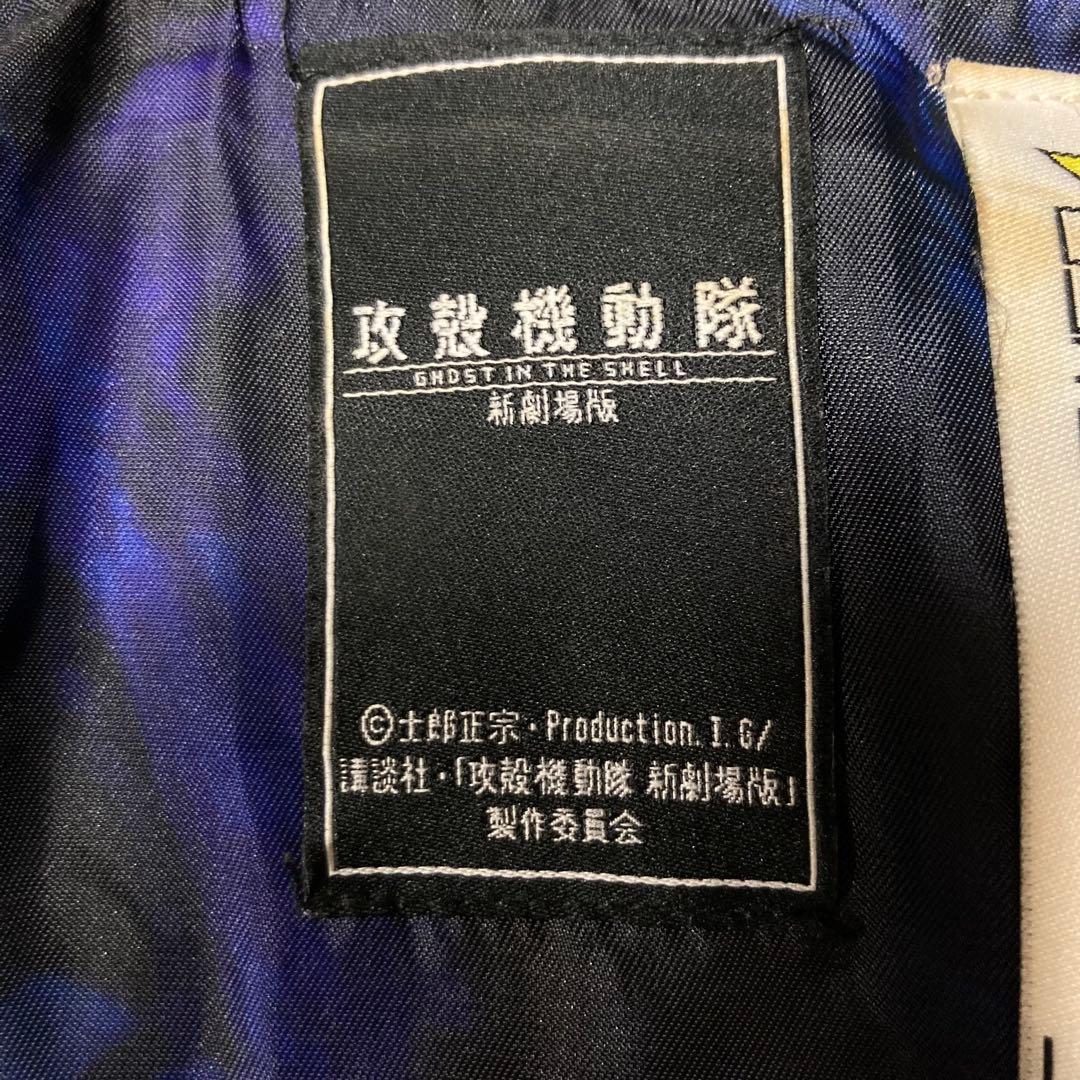 攻殻機動隊
GHOST IN THE SHELL
新劇場版
©士郎正宗・Production. I. G/
講談社・「攻殻機動隊 新劇場版」
製作委員会